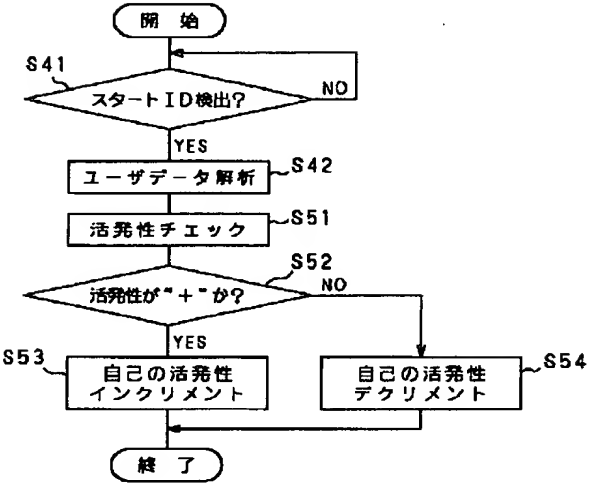 開始
S41
スタートID検出?
NO
YES
ユーザデータ解析
S42
活発性チェック
S51
S52
活発性が"+"か?
NO
YES
S53
自己の活発性
インクリメント
自己の活発性
デクリメント
S54
終了